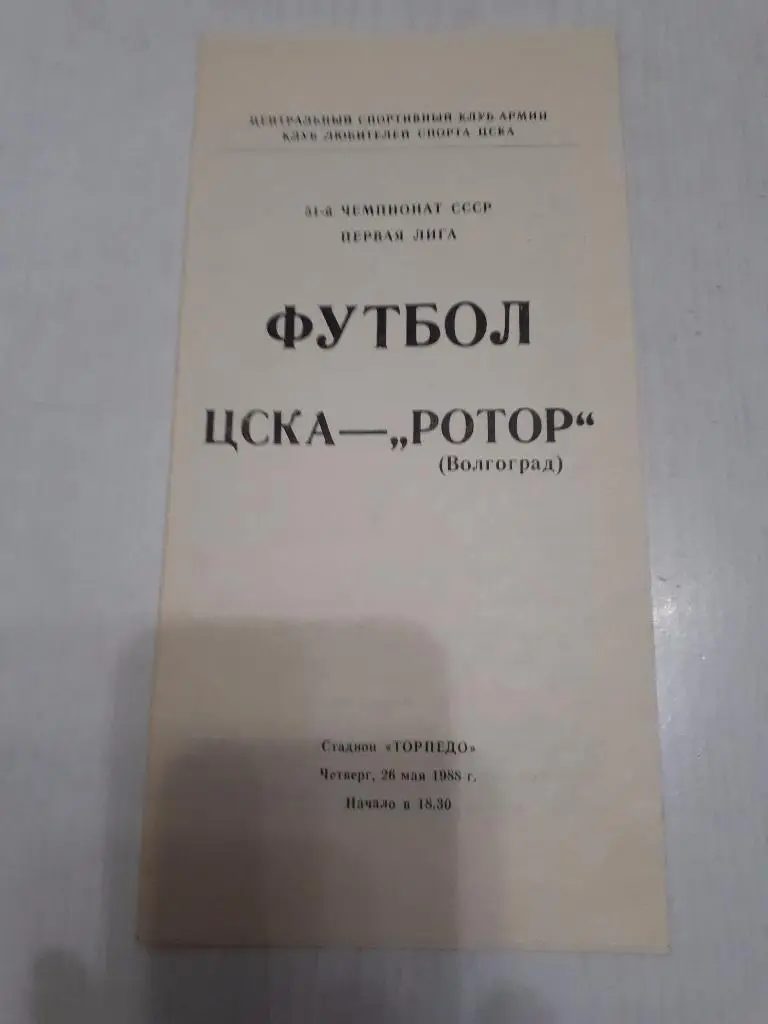 ЦЕНТРАЛЬНЫЙ СПОРТИВНЫЙ КЛУБ АРМИИ
КЛУБ ЛЮБИТЕЛЕЙ СПОРТА ЦСКА
51-й ЧЕМПИОНАТ СССР
ПЕРВАЯ ЛИГА
ФУТБОЛ
ЦСКА—„РОТОР“
(Волгоград)
Стадион «ТОРПЕДО»
Четверг, 26 мая 1988 г.
Начало в 18.30